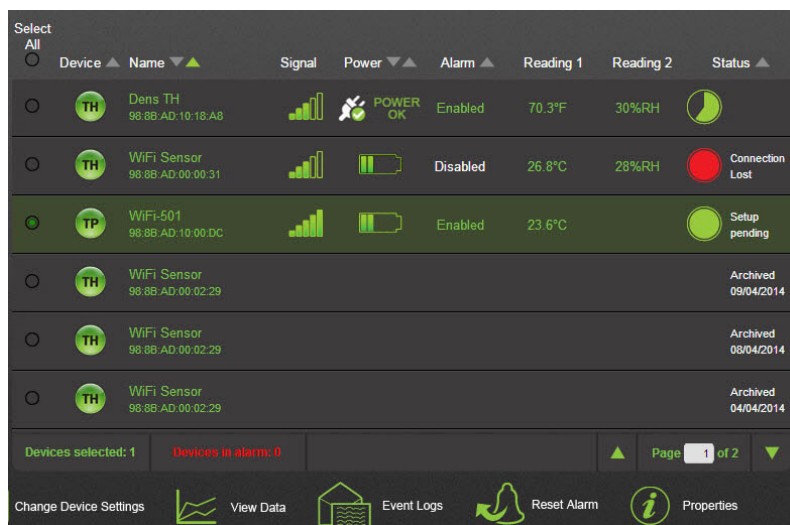 Select
All
Device Name Signal Power Alarm Reading 1 Reading 2 Status
TH Dens TH POWER OK Enabled 70.3°F 30%RH
98:8B:AD:10:18:A8
TH WiFi Sensor Disabled 26.8°C 28%RH Connection Lost
98:8B:AD:00:00:31
TP WiFi-501 Enabled 23.6°C Setup pending
98:8B:AD:10:00:DC
TH WiFi Sensor Archived
98:8B:AD:00:02:29 09/04/2014
TH WiFi Sensor Archived
98:8B:AD:00:02:29 08/04/2014
TH WiFi Sensor Archived
98:8B:AD:00:02:29 04/04/2014
Devices selected: 1 Devices in alarm: 0 Page 1 of 2
Change Device Settings View Data Event Logs Reset Alarm i Properties